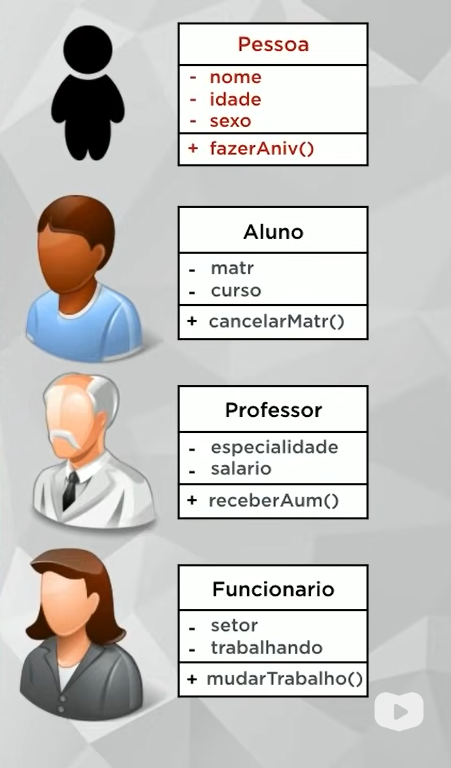 Pessoa
- nome
- idade
- sexo
+ fazerAniv()
Aluno
- matr
- curso
+ cancelarMatr()
Professor
- especialidade
- salario
+ receberAum()
Funcionario
- setor
- trabalhando
+ mudarTrabalho()